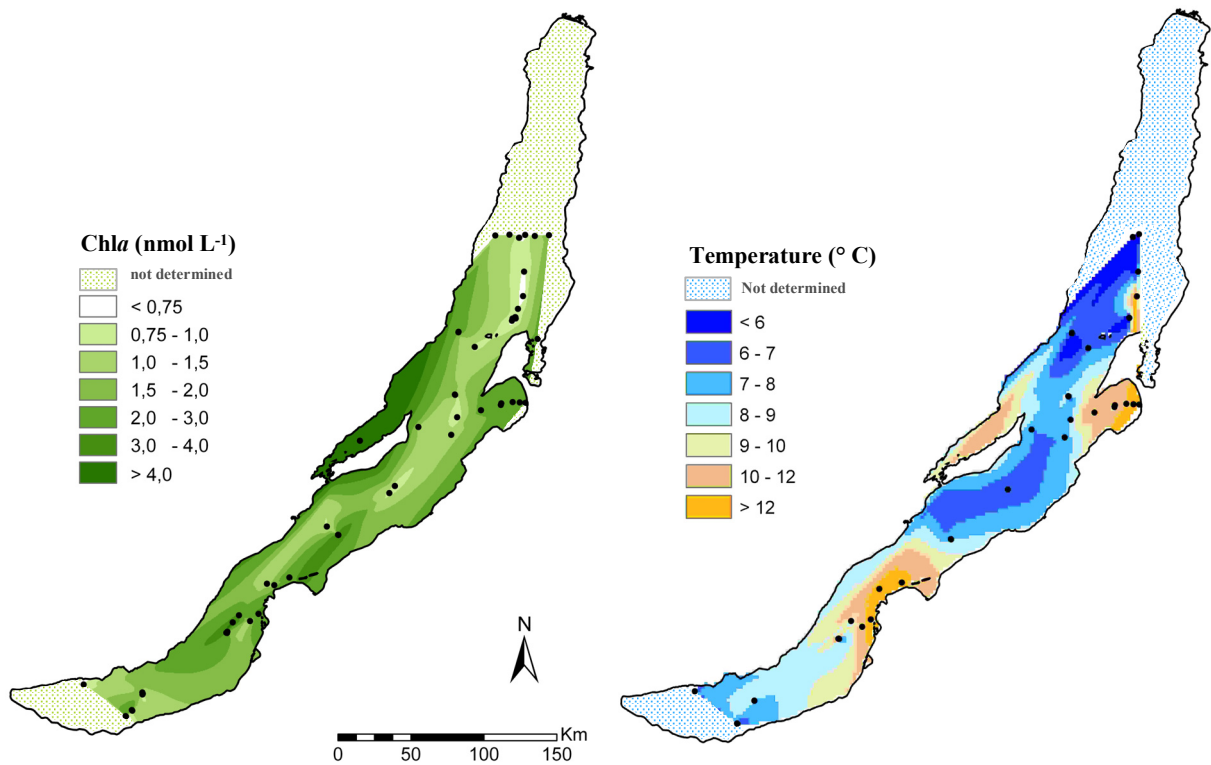 Chla (nmol L-1)
not determined
< 0,75
0,75 - 1,0
1,0 - 1,5
1,5 - 2,0
2,0 - 3,0
3,0 - 4,0
> 4,0
N
Km
0 50 100 150
Temperature (° C)
Not determined
< 6
6 - 7
7 - 8
8 - 9
9 - 10
10 - 12
> 12